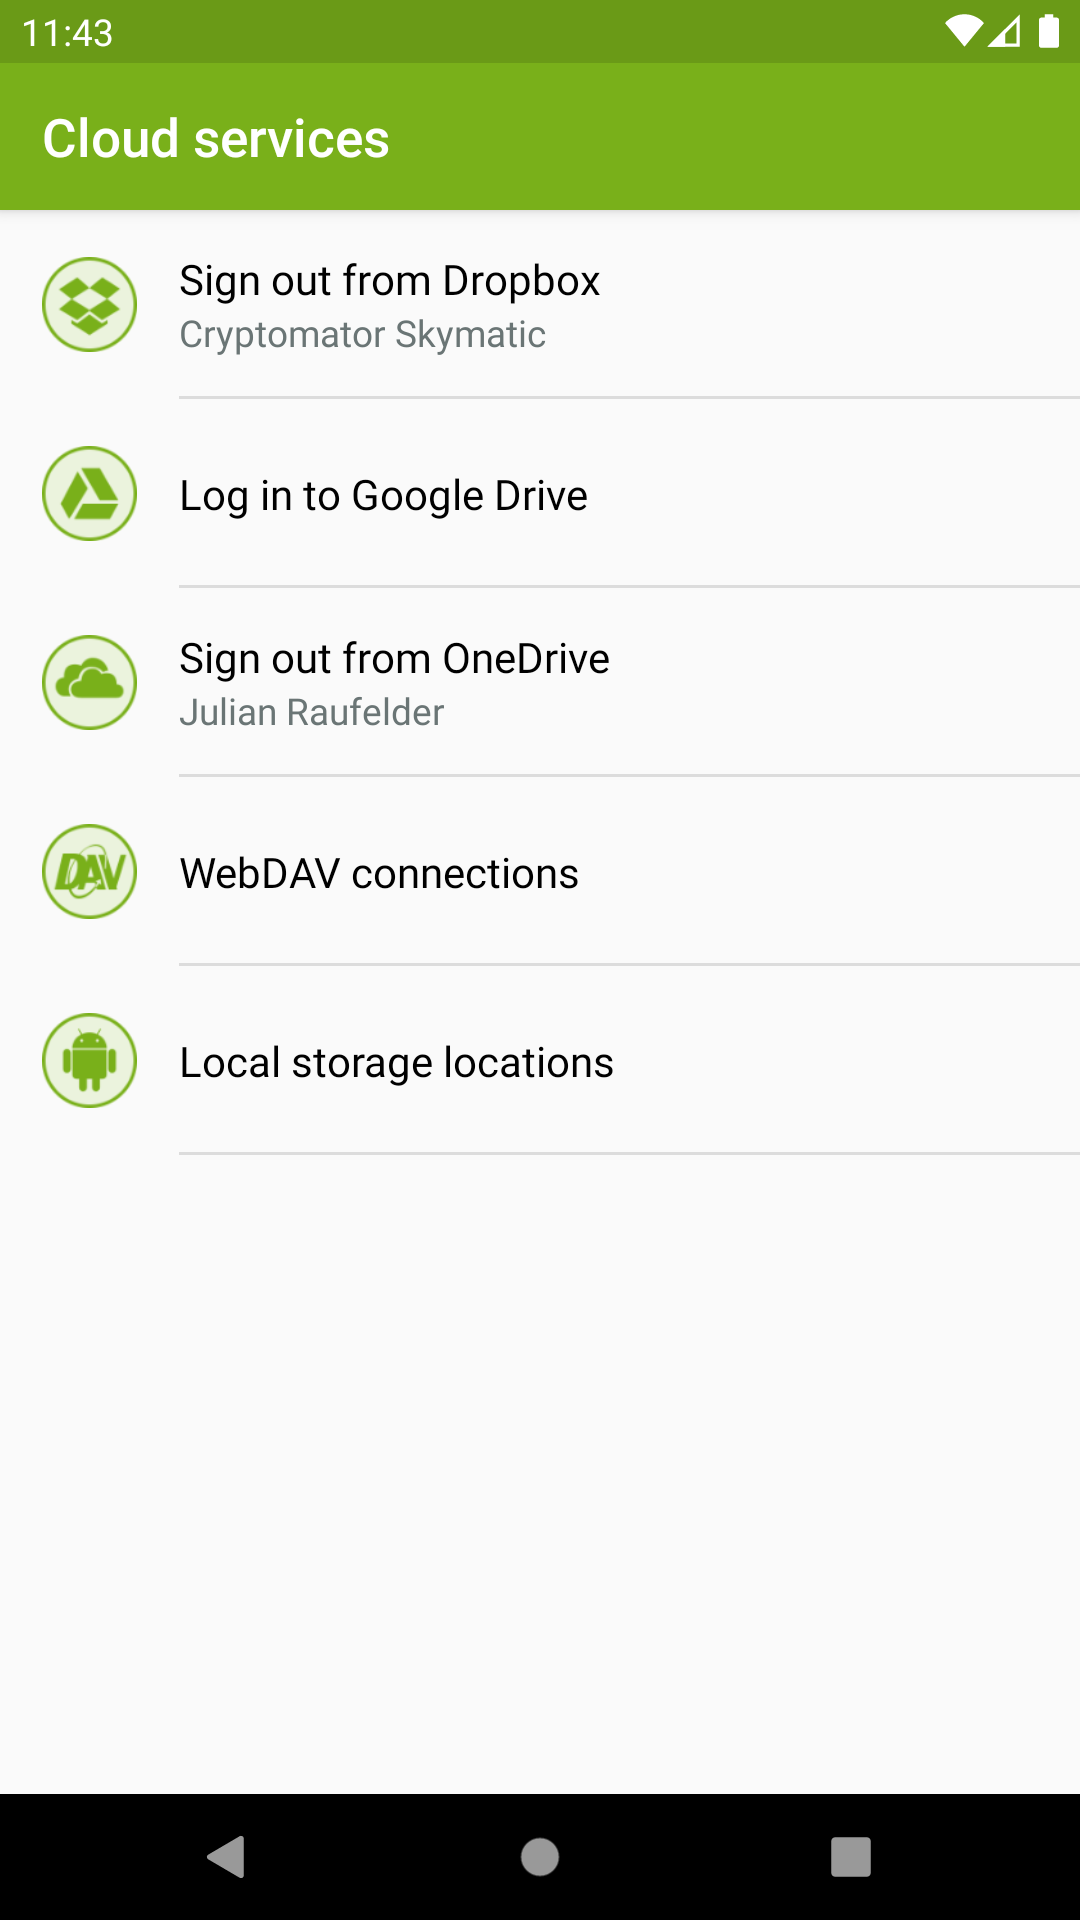 11:43
Cloud services
Sign out from Dropbox
Cryptomator Skymatic
Log in to Google Drive
Sign out from OneDrive
Julian Raufelder
DAV
WebDAV connections
Local storage locations